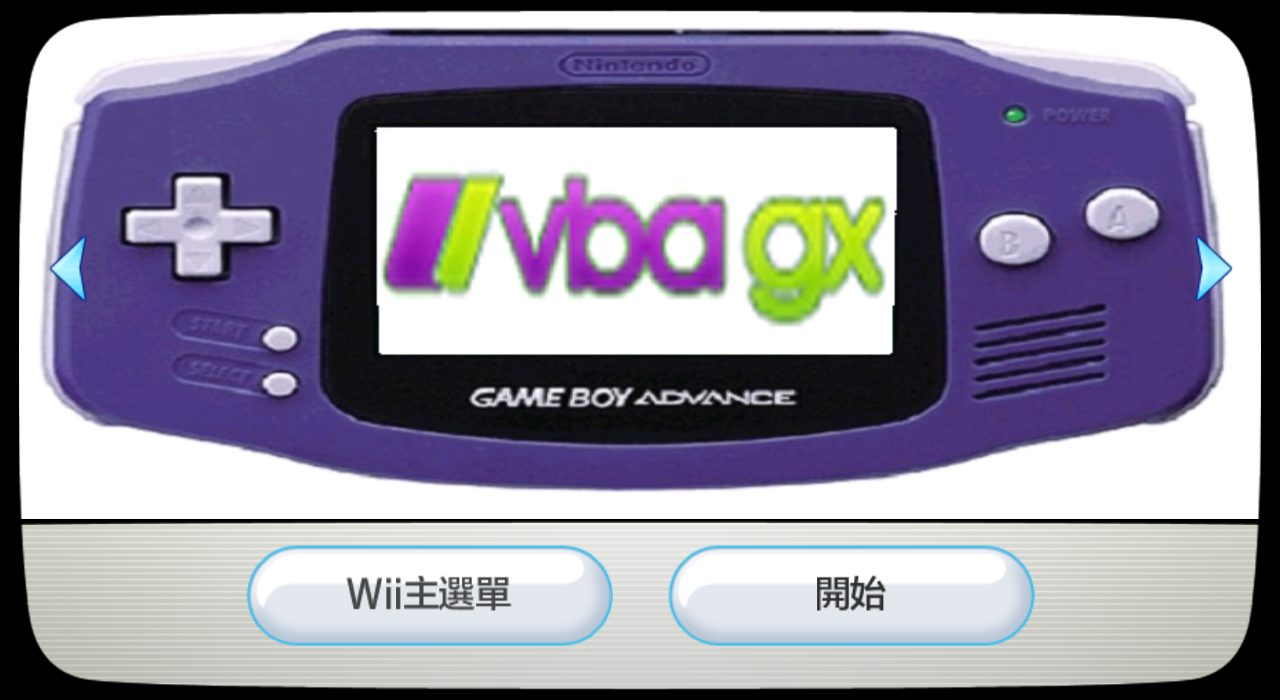 Nintendo
POWER
vba gx
A
B
START
SELECT
GAME BOY ADVANCE
Wii主選單
開始